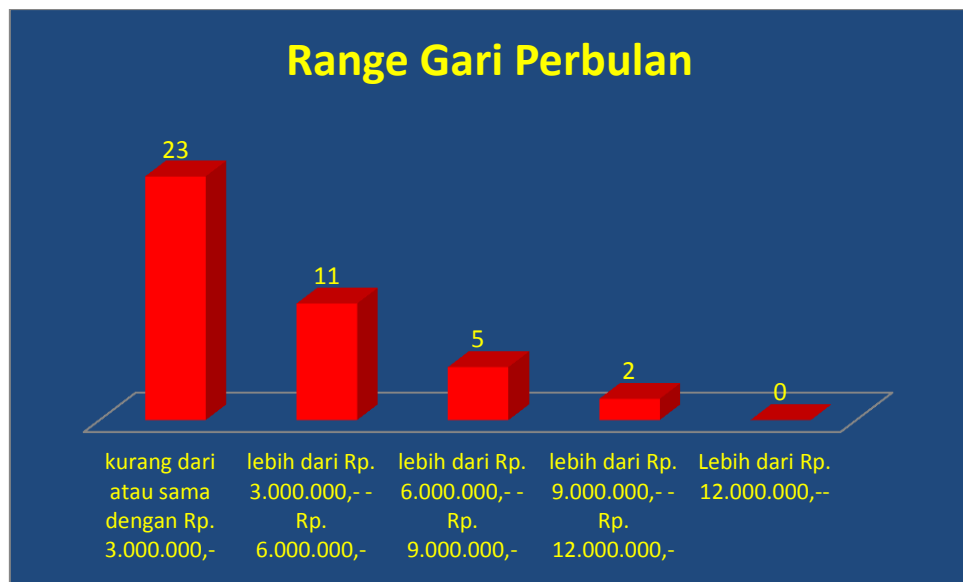 Range Gari Perbulan
23
11
5
2
0
kurang dari
atau sama
dengan Rp.
3.000.000,-
lebih dari Rp.
3.000.000,- -
Rp.
6.000.000,-
lebih dari Rp.
6.000.000,- -
Rp.
9.000.000,-
lebih dari Rp.
9.000.000,- -
Rp.
12.000.000,-
Lebih dari Rp.
12.000.000,--